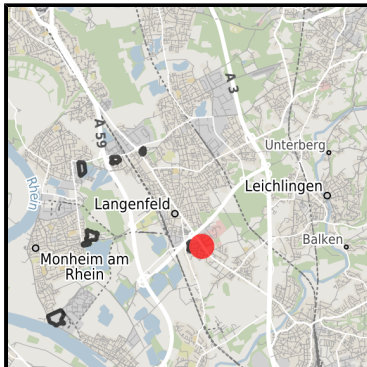 A 3
A 59
Unterberg
Leichlingen
Rhein
Langenfeld
Balken
Monheim am
Rhein